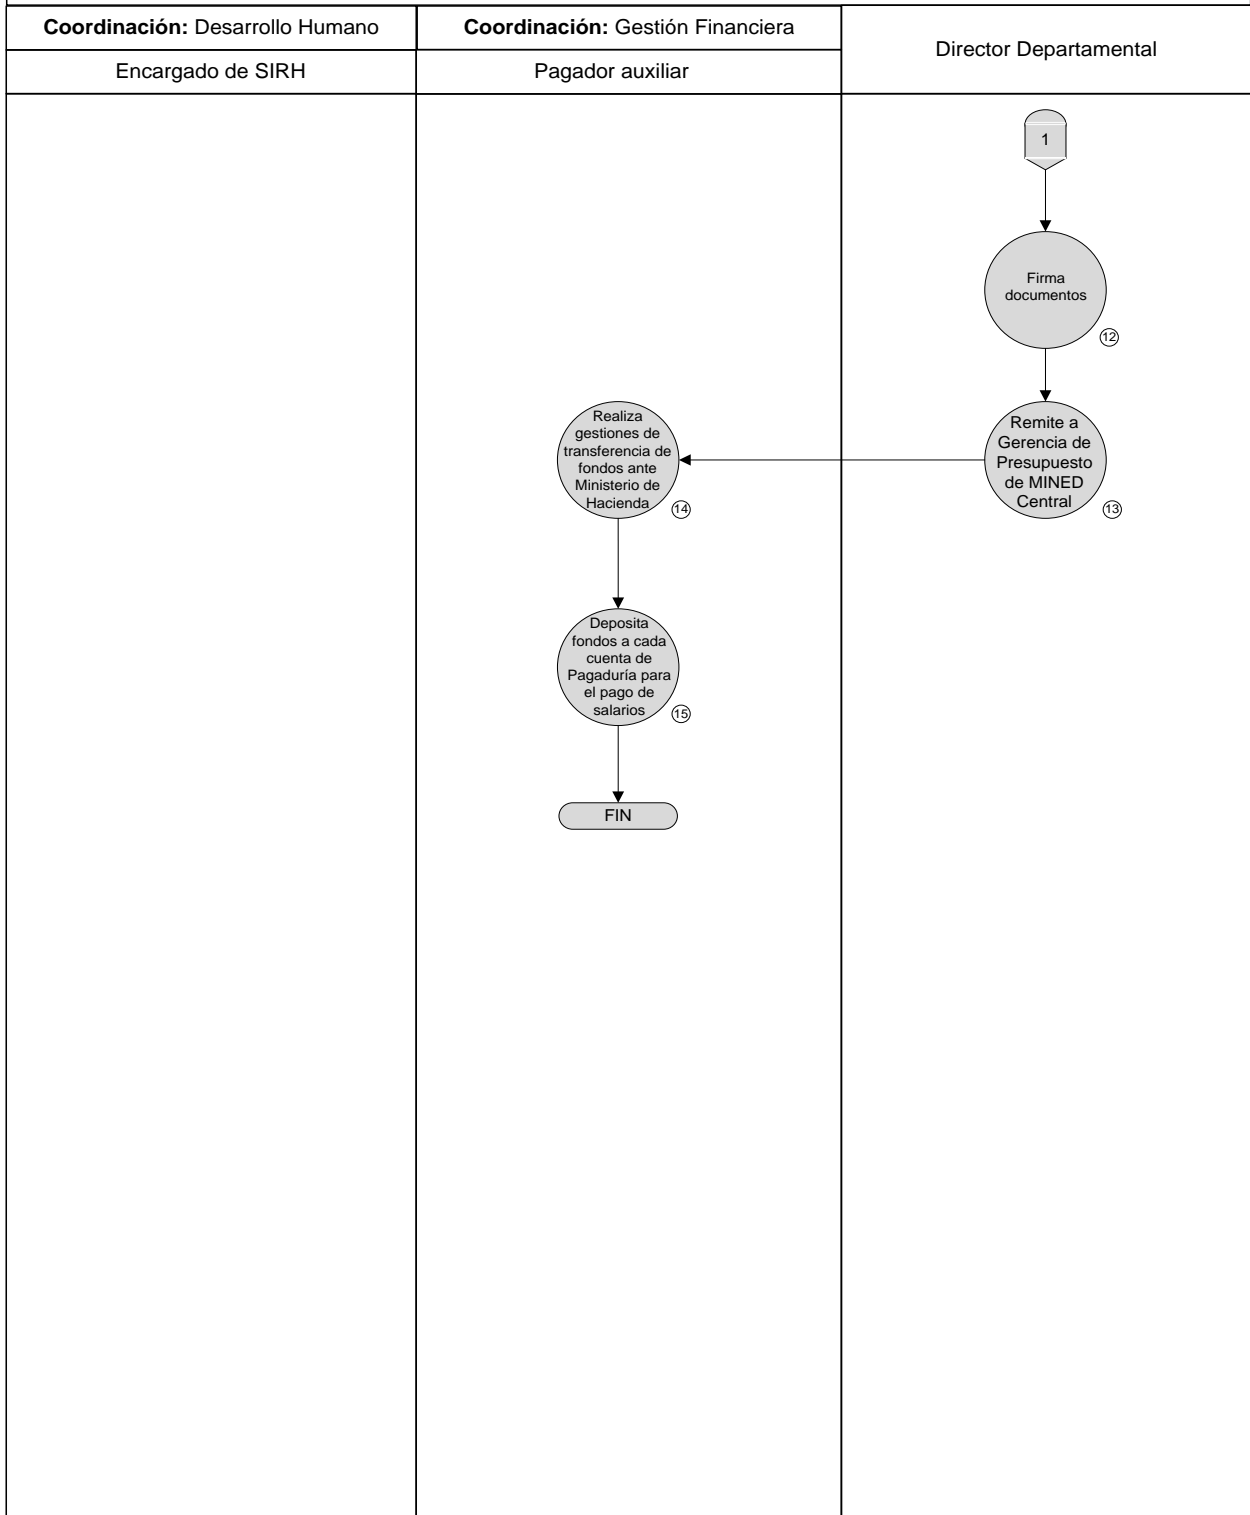 Coordinación: Desarrollo Humano
Coordinación: Gestión Financiera
Director Departamental
Encargado de SIRH
Pagador auxiliar
1
Firma
documentos
12
Remite a
Gerencia de
Presupuesto
de MINED
Central
13
Realiza
gestiones de
transferencia de
fondos ante
Ministerio de
Hacienda
14
Deposita
fondos a cada
cuenta de
Pagaduría para
el pago de
salarios
15
FIN